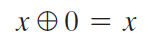 x ⊕ 0 = x